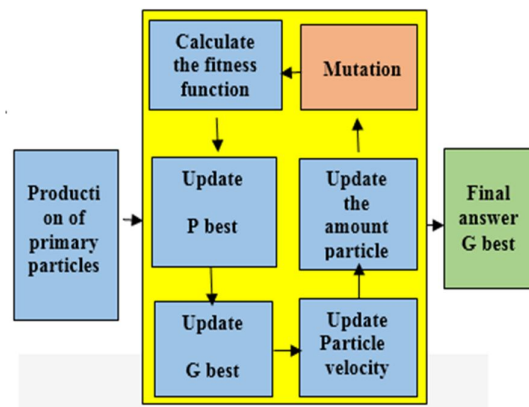 Calculate
the fitness
function
Mutation
Producti
on of
primary
particles
Update
P best
Update
the
amount
particle
Final
answer
G best
Update
G best
Update
Particle
velocity